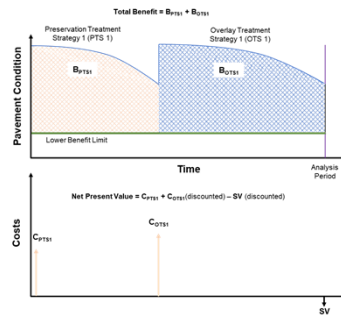 Total Benefit = BPTS1 + BOTS1
Preservation Treatment
Strategy 1 (PTS 1)
Overlay Treatment
Strategy 1 (OTS 1)
Pavement Condition
BPTS1
BOTS1
Lower Benefit Limit
Time
Analysis
Period
Net Present Value = CPTS1 + COTS1(discounted) – SV (discounted)
Costs
CPTS1
COTS1
SV